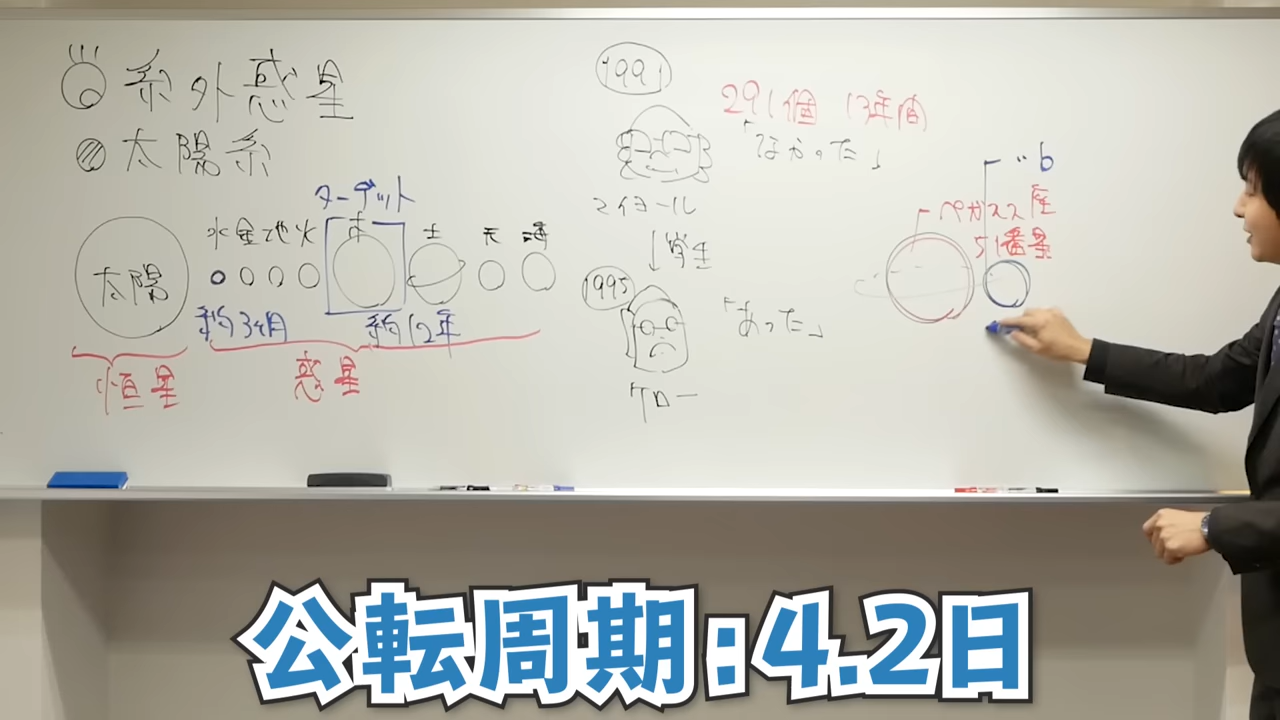 系外惑星
太陽系
ターゲット
水 金 地 火 木 土 天 海
太陽
約3ヶ月
約12年
恒星
惑星
1991
291個 13年間
「なかった」
マイヨール
↓学生
1995
「あった」
ケロー
〃b
ペガスス座
51番星
公転周期:4.2日